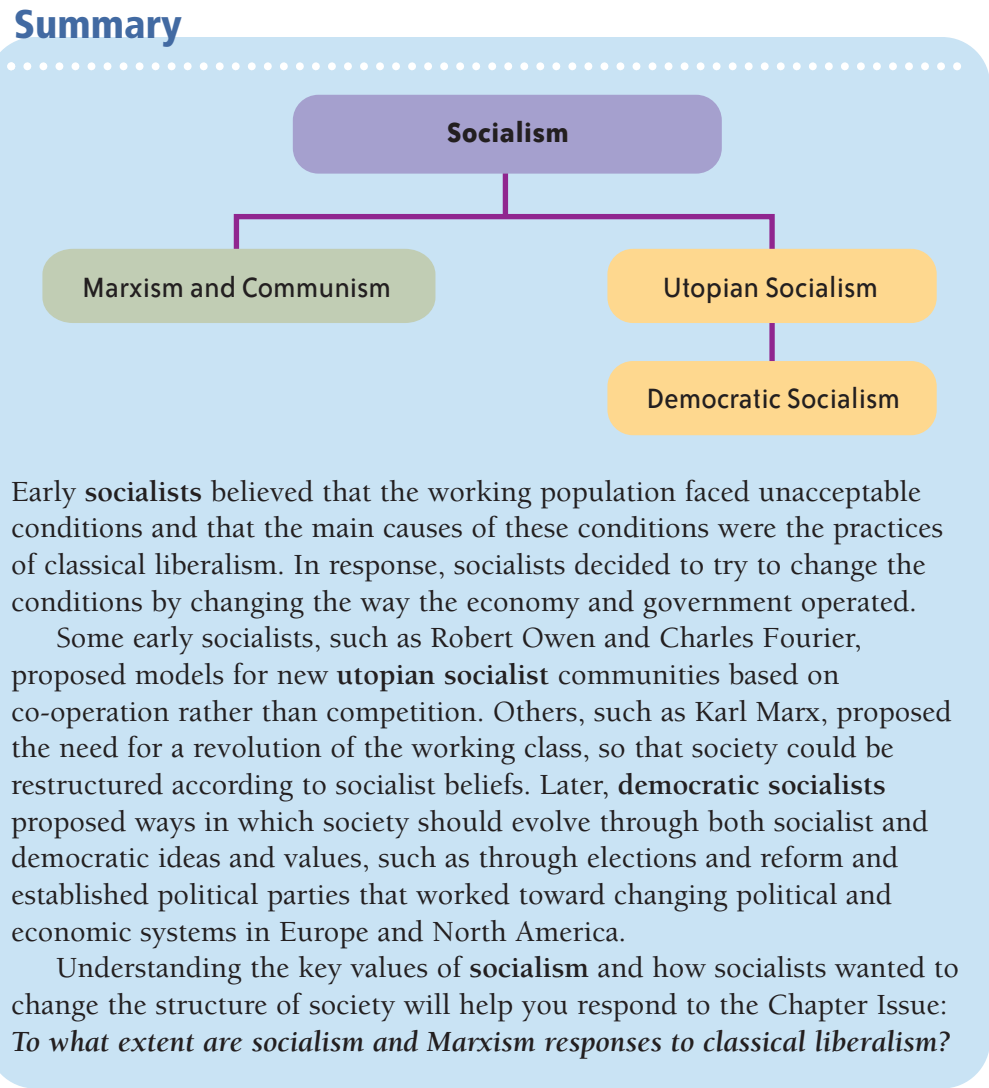 Summary
Socialism
Marxism and Communism
Utopian Socialism
Democratic Socialism
Early socialists believed that the working population faced unacceptable
conditions and that the main causes of these conditions were the practices
of classical liberalism. In response, socialists decided to try to change the
conditions by changing the way the economy and government operated.
Some early socialists, such as Robert Owen and Charles Fourier,
proposed models for new utopian socialist communities based on
co-operation rather than competition. Others, such as Karl Marx, proposed
the need for a revolution of the working class, so that society could be
restructured according to socialist beliefs. Later, democratic socialists
proposed ways in which society should evolve through both socialist and
democratic ideas and values, such as through elections and reform and
established political parties that worked toward changing political and
economic systems in Europe and North America.
Understanding the key values of socialism and how socialists wanted to
change the structure of society will help you respond to the Chapter Issue:
To what extent are socialism and Marxism responses to classical liberalism?